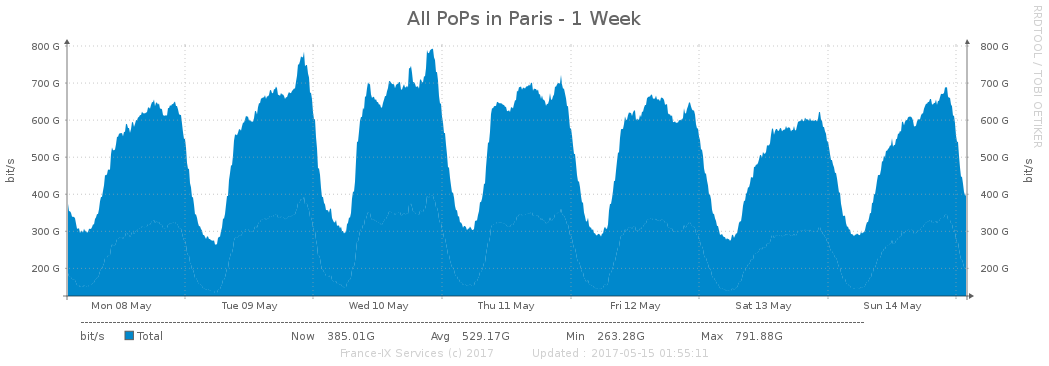 All PoPs in Paris - 1 Week
RRDTOOL / TOBI OETIKER
800 G 800 G
700 G 700 G
600 G 600 G
500 G 500 G
400 G 400 G
300 G 300 G
200 G 200 G
bit/s
bit/s
Mon 08 May Tue 09 May Wed 10 May Thu 11 May Fri 12 May Sat 13 May Sun 14 May
bit/s Total Now 385.01G Avg 529.17G Min 263.28G Max 791.88G
France-IX Services (c) 2017 Updated : 2017-05-15 01:55:11